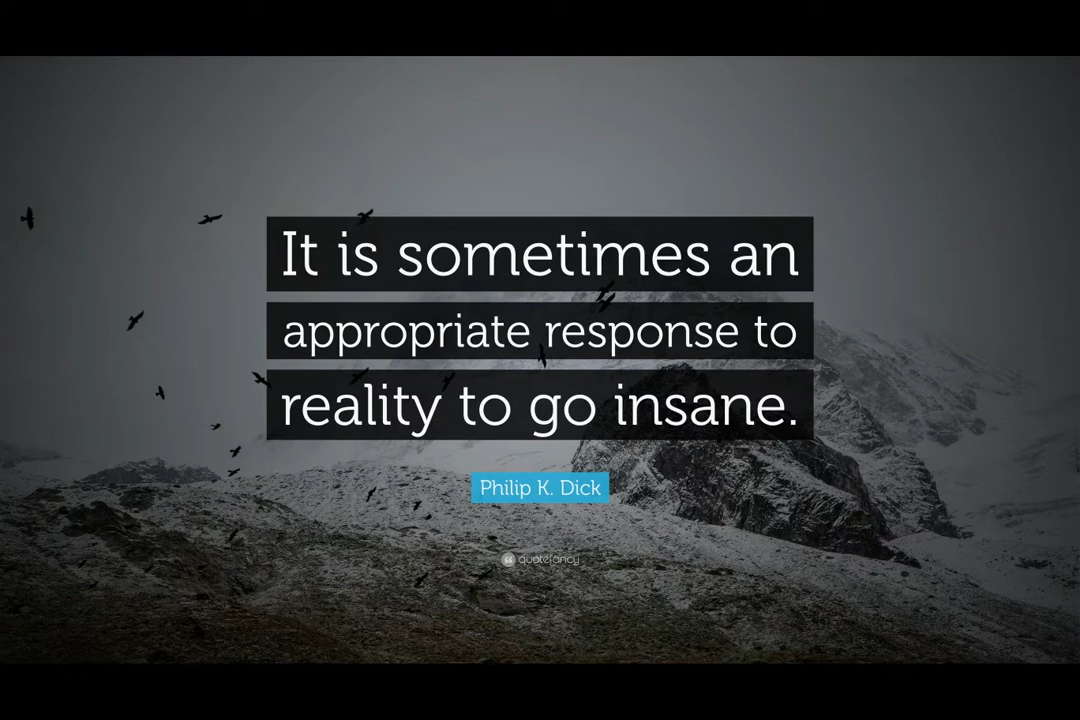 It is sometimes an
appropriate response to
reality to go insane.
Philip K. Dick
quotefancy